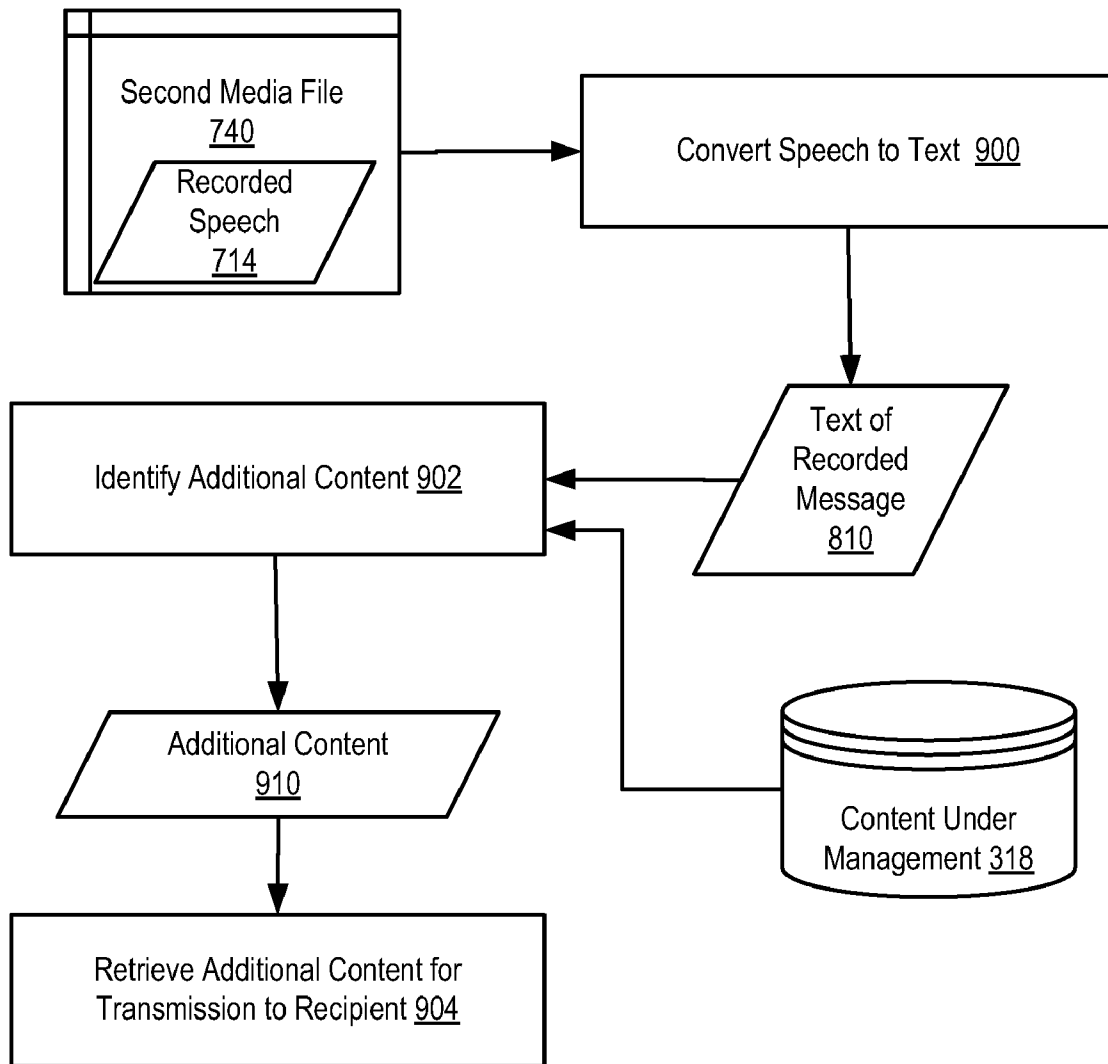 Second Media File
740
Recorded
Speech
714
Convert Speech to Text 900
Text of
Recorded
Message
810
Identify Additional Content 902
Additional Content
910
Content Under
Management 318
Retrieve Additional Content for
Transmission to Recipient 904